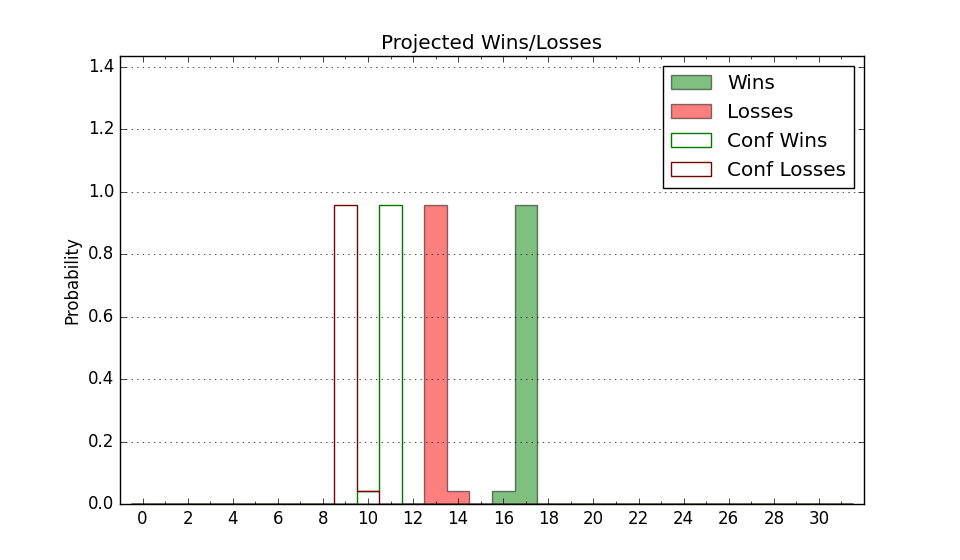 Projected Wins/Losses
1.4
1.2
1.0
0.8
0.6
0.4
0.2
0.0
Probability
Wins
Losses
Conf Wins
Conf Losses
0 2 4 6 8 10 12 14 16 18 20 22 24 26 28 30